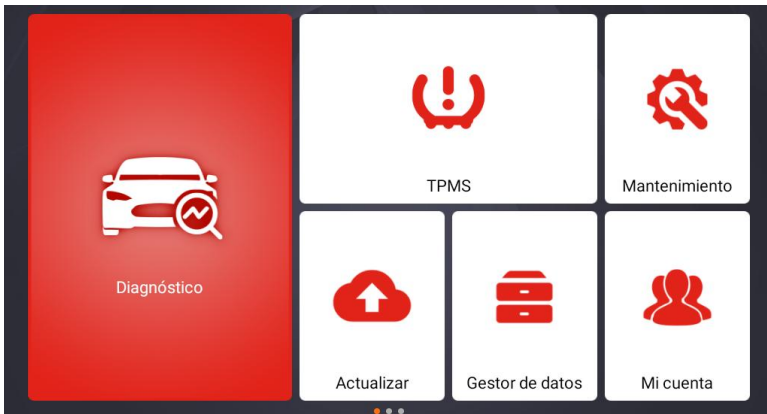 TPMS
Mantenimiento
Diagnóstico
Actualizar
Gestor de datos
Mi cuenta